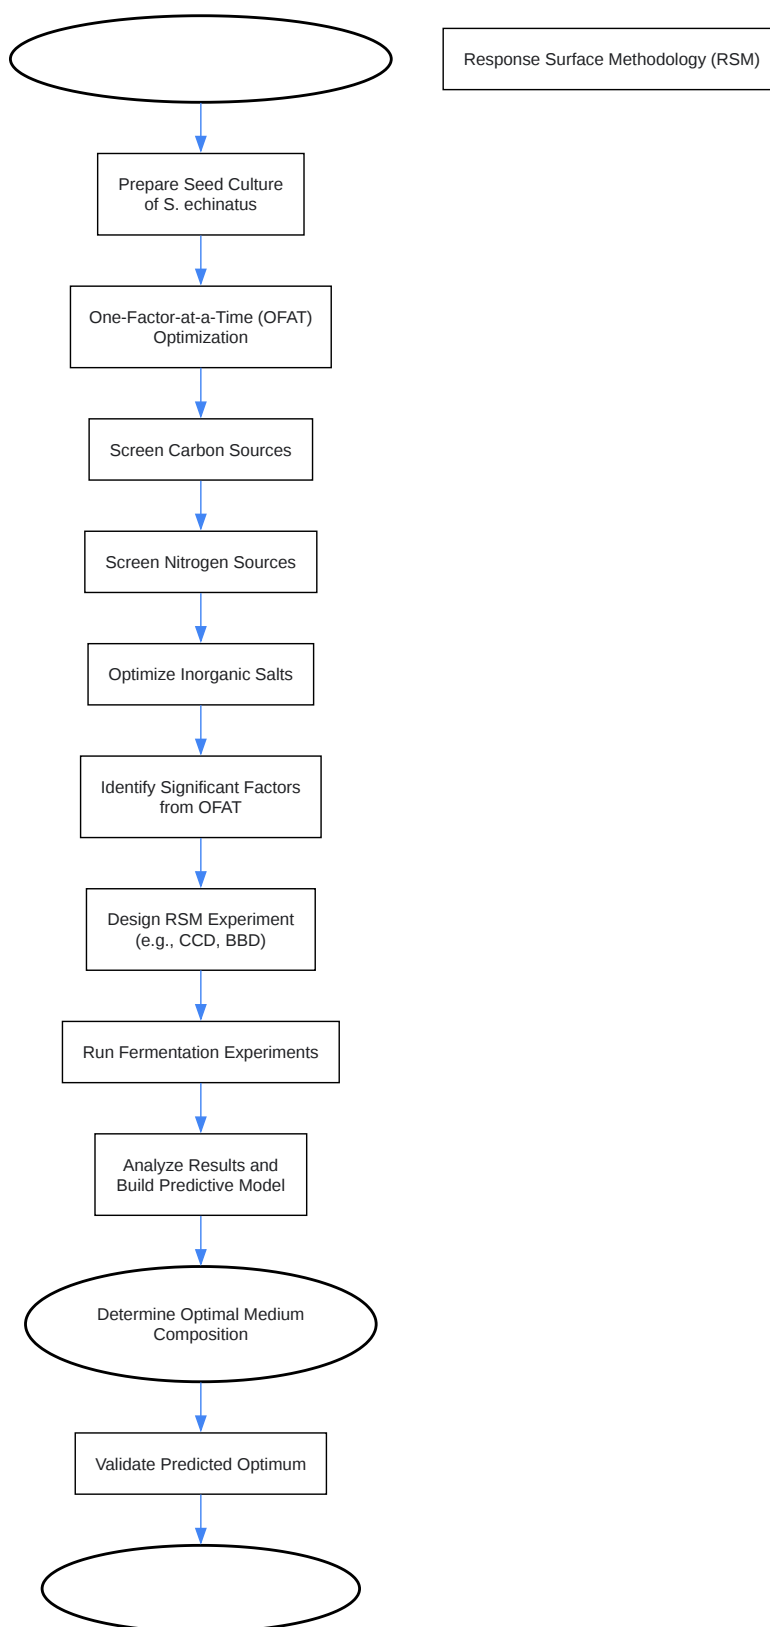 Response Surface Methodology (RSM)
Prepare Seed Culture
of S. echinatus
One-Factor-at-a-Time (OFAT)
Optimization
Screen Carbon Sources
Screen Nitrogen Sources
Optimize Inorganic Salts
Identify Significant Factors
from OFAT
Design RSM Experiment
(e.g., CCD, BBD)
Run Fermentation Experiments
Analyze Results and
Build Predictive Model
Determine Optimal Medium
Composition
Validate Predicted Optimum